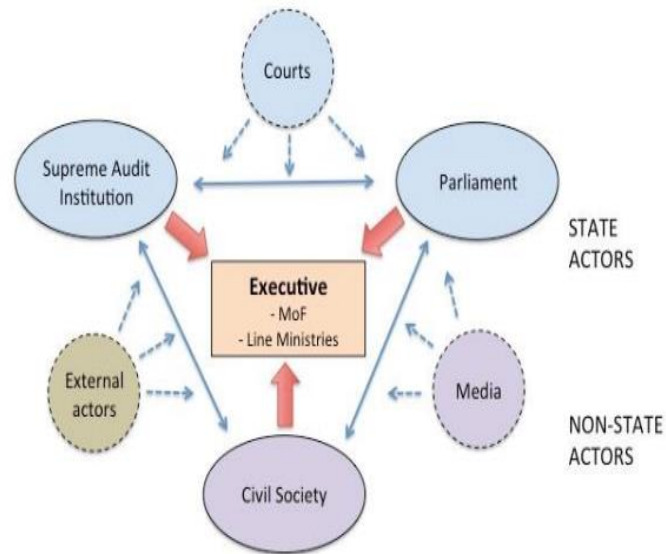 Courts
Supreme Audit
Institution
Parliament
STATE
ACTORS
Executive
- MoF
- Line Ministries
External
actors
Media
NON-STATE
ACTORS
Civil Society